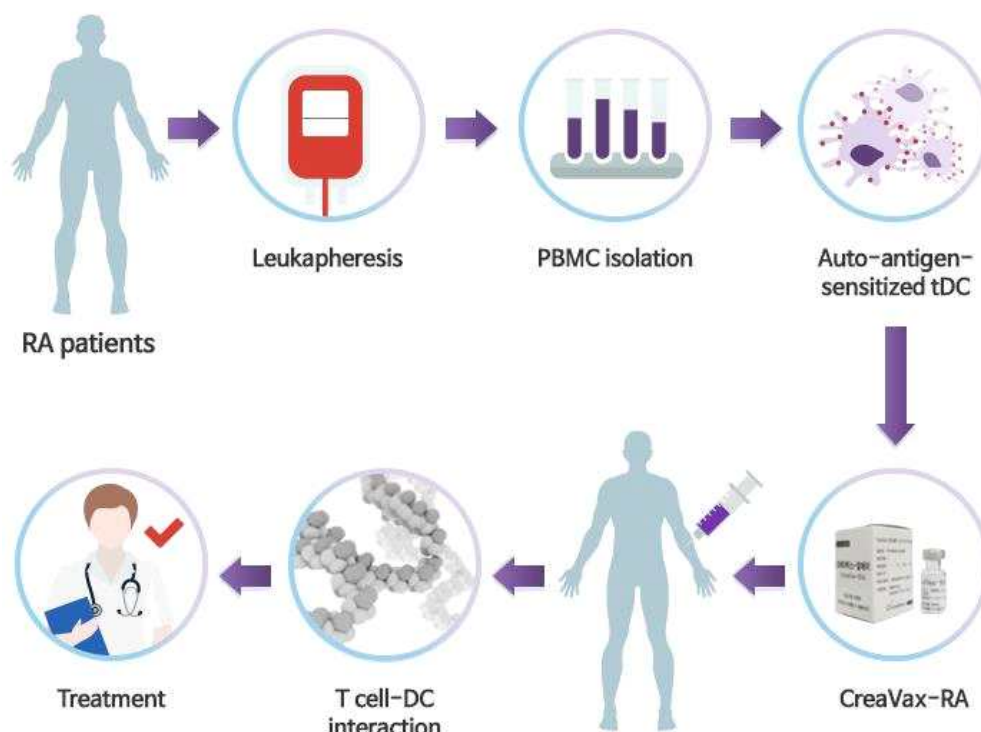 Leukapheresis
PBMC isolation
Auto-antigen-
sensitized tDC
RA patients
Treatment
T cell-DC
interaction
CreaVax-RA